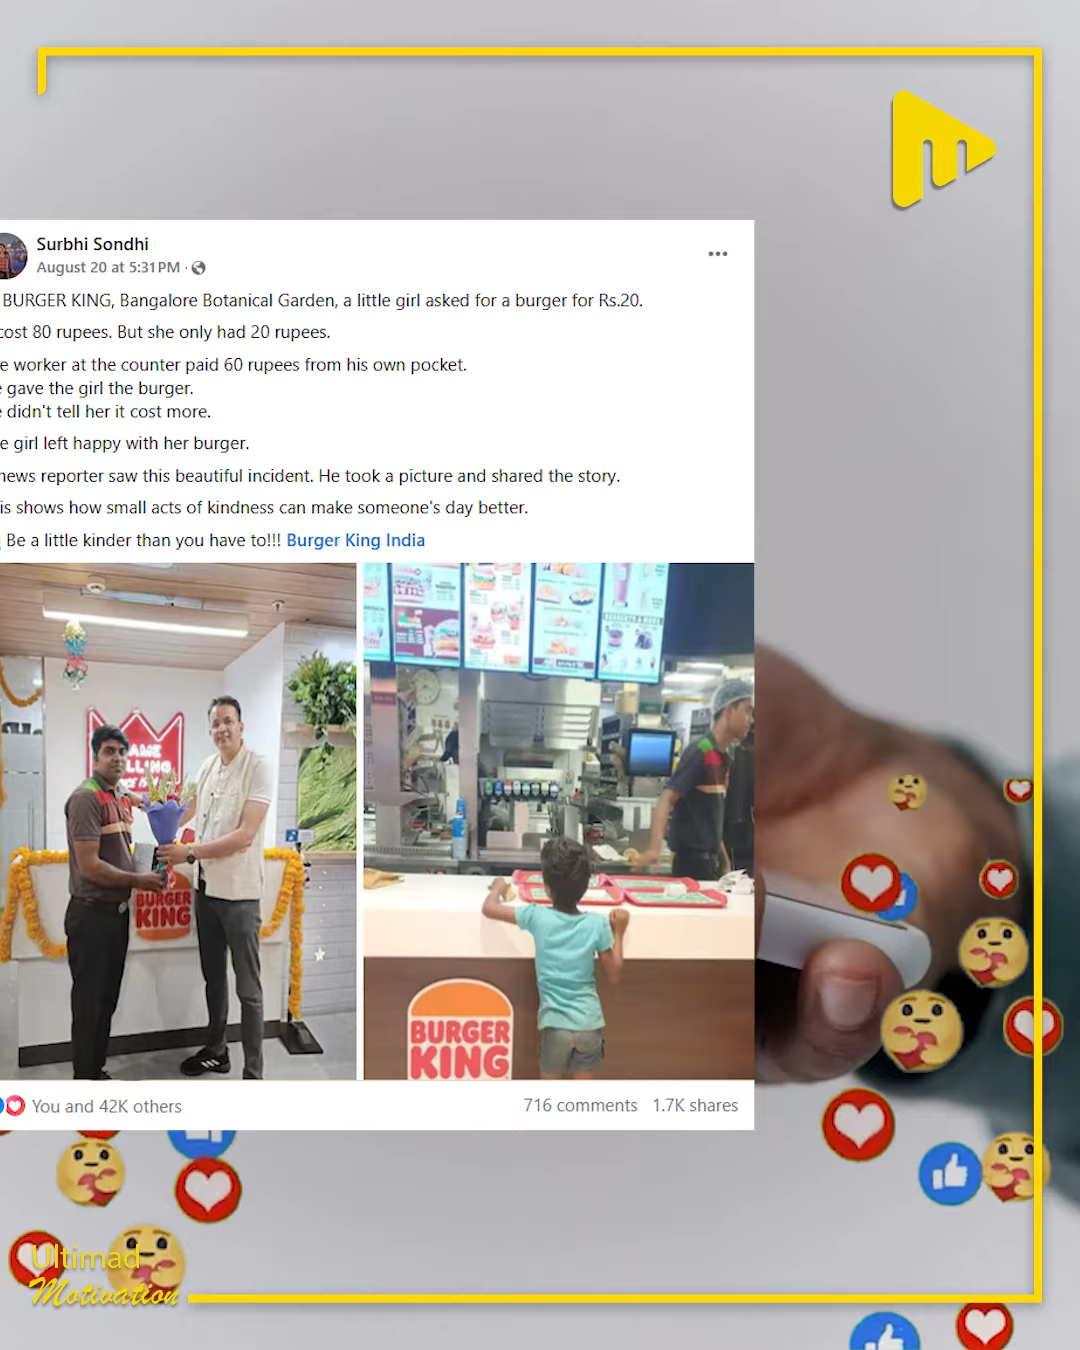 Surbhi Sondhi
August 20 at 5:31 PM
BURGER KING, Bangalore Botanical Garden, a little girl asked for a burger for Rs.20.
cost 80 rupees. But she only had 20 rupees.
e worker at the counter paid 60 rupees from his own pocket.
e gave the girl the burger.
e didn't tell her it cost more.
e girl left happy with her burger.
news reporter saw this beautiful incident. He took a picture and shared the story.
is shows how small acts of kindness can make someone's day better.
Be a little kinder than you have to!!! Burger King India
BURGER
KING
BURGER
KING
You and 42K others 716 comments 1.7K shares
Ultimad
Motivation